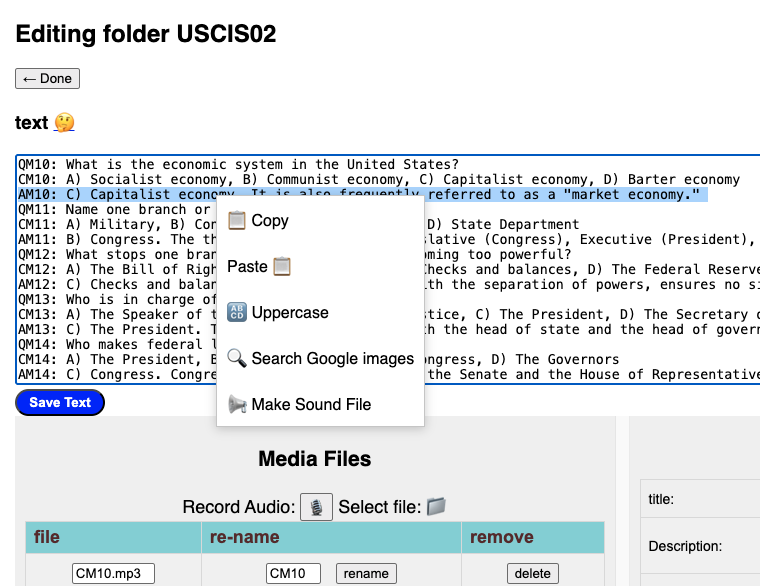 Editing folder USCIS02
← Done
text 🤔
QM10: What is the economic system in the United States?
CM10: A) Socialist economy, B) Communist economy, C) Capitalist economy, D) Barter economy
AM10: C) Capitalist economy. It is also frequently referred to as a "market economy."
QM11: Name one branch or
CM11: A) Military, B) Con D) State Department
AM11: B) Congress. The th slative (Congress), Executive (President),
QM12: What stops one bran oming too powerful?
CM12: A) The Bill of Righ Checks and balances, D) The Federal Reserve
AM12: C) Checks and balan ith the separation of powers, ensures no si
QM13: Who is in charge of
CM13: A) The Speaker of t tice, C) The President, D) The Secretary o
AM13: C) The President. T th the head of state and the head of gover
QM14: Who makes federal l
CM14: A) The President, B ongress, D) The Governors
AM14: C) Congress. Congre the Senate and the House of Representative
📋 Copy
Paste 📋
🔠 Uppercase
🔍 Search Google images
📢 Make Sound File
Save Text
Media Files
Record Audio: 🎙 Select file: 📁
file re-name remove
CM10.mp3 CM10 rename delete
title:
Description: